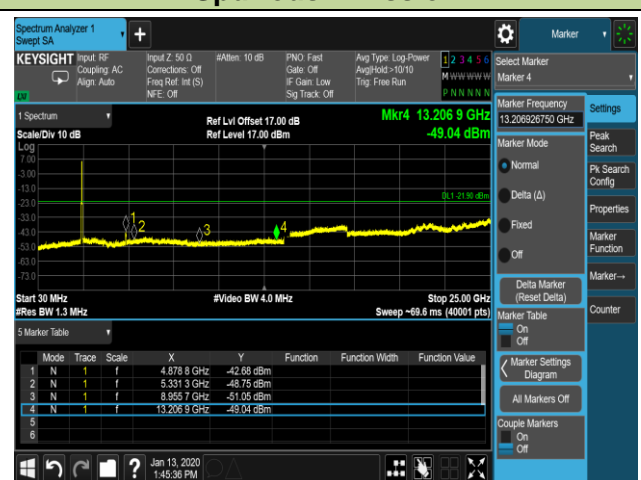 Spectrum Analyzer 1
Swept SA
+
Marker
KEYSIGHT
Input: RF
Coupling: AC
Align: Auto
Input Z: 50 Ω
Corrections: Off
Freq Ref: Int (S)
NFE: Off
#Atten: 10 dB
PNO: Fast
Gate: Off
IF Gain: Low
Sig Track: Off
Avg Type: Log-Power
Avg|Hold >10/10
Trig: Free Run
1 2 3 4 5 6
M W W W W W
P N N N N N
Select Marker
Marker 4
1 Spectrum
Scale/Div 10 dB
Log
Ref Lvl Offset 17.00 dB
Ref Level 17.00 dBm
Mkr4 13.206 9 GHz
-49.04 dBm
7.00
-3.00
-13.0
-23.0
-33.0
-43.0
-53.0
-63.0
-73.0
DL1 -21.90 dBm
1
2
3
4
Start 30 MHz
#Res BW 1.3 MHz
#Video BW 4.0 MHz
Stop 25.00 GHz
Sweep ~69.6 ms (40001 pts)
5 Marker Table
Mode Trace Scale X Y Function Function Width Function Value
1 N 1 f 4.878 8 GHz -42.68 dBm
2 N 1 f 5.331 3 GHz -48.75 dBm
3 N 1 f 8.955 7 GHz -51.05 dBm
4 N 1 f 13.206 9 GHz -49.04 dBm
5
6
Marker Frequency
13.206926750 GHz
Marker Mode
Normal
Delta (Δ)
Fixed
Off
Delta Marker
(Reset Delta)
Marker Table
On
Off
Marker Settings
Diagram
All Markers Off
Couple Markers
On
Off
Settings
Peak
Search
Pk Search
Config
Properties
Marker
Function
Marker→
Counter
?
Jan 13, 2020
1:45:36 PM